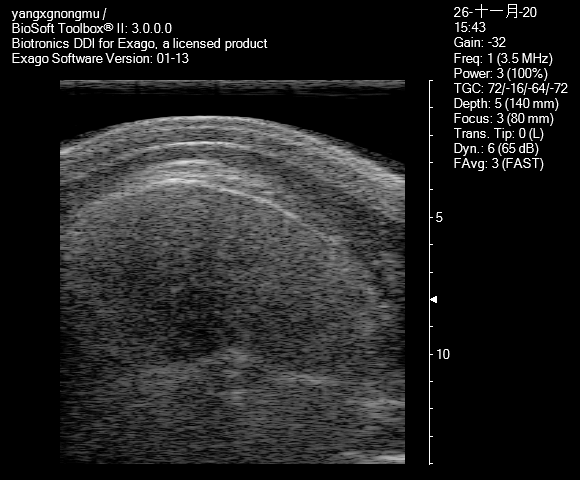 yangxgnongmu /
BioSoft Toolbox® II: 3.0.0.0
Biotronics DDI for Exago, a licensed product
Exago Software Version: 01-13
26-十一月-20
15:43
Gain: -32
Freq: 1 (3.5 MHz)
Power: 3 (100%)
TGC: 72/-16/-64/-72
Depth: 5 (140 mm)
Focus: 3 (80 mm)
Trans. Tip: 0 (L)
Dyn.: 6 (65 dB)
FAvg: 3 (FAST)
5
10